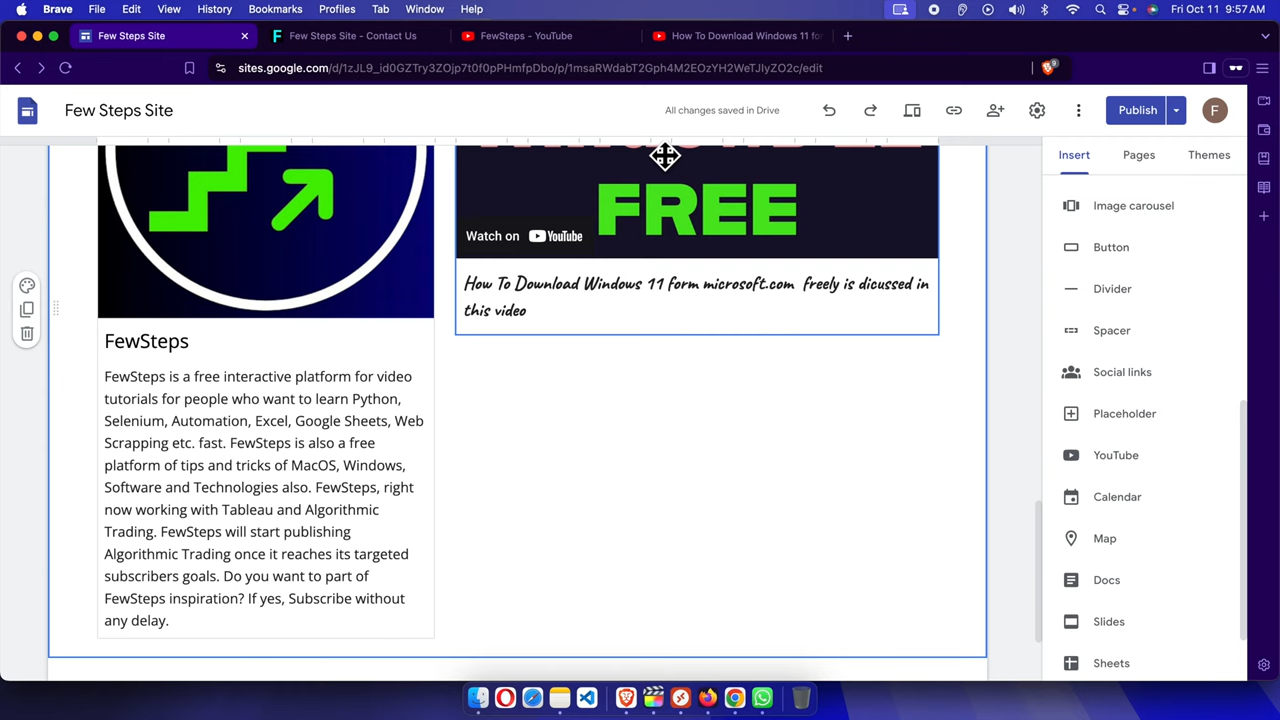 Brave File Edit View History Bookmarks Profiles Tab Window Help Fri Oct 11 9:57 AM
Few Steps Site Few Steps Site - Contact Us FewSteps - YouTube How To Download Windows 11 fo
sites.google.com/d/1zJL9_id0GZTry3ZOjp7t0f0pPHmfpDbo/p/1msaRWdabT2Gph4M2EOzYH2WeTJIyZO2c/edit 9
Few Steps Site All changes saved in Drive Publish F
Insert Pages Themes
Image carousel
Button
Divider
Spacer
Social links
Placeholder
YouTube
Calendar
Map
Docs
Slides
Sheets
FREE
Watch on YouTube
How To Download Windows 11 form microsoft.com freely is dicussed in
this video
FewSteps
FewSteps is a free interactive platform for video
tutorials for people who want to learn Python,
Selenium, Automation, Excel, Google Sheets, Web
Scrapping etc. fast. FewSteps is also a free
platform of tips and tricks of MacOS, Windows,
Software and Technologies also. FewSteps, right
now working with Tableau and Algorithmic
Trading. FewSteps will start publishing
Algorithmic Trading once it reaches its targeted
subscribers goals. Do you want to part of
FewSteps inspiration? If yes, Subscribe without
any delay.